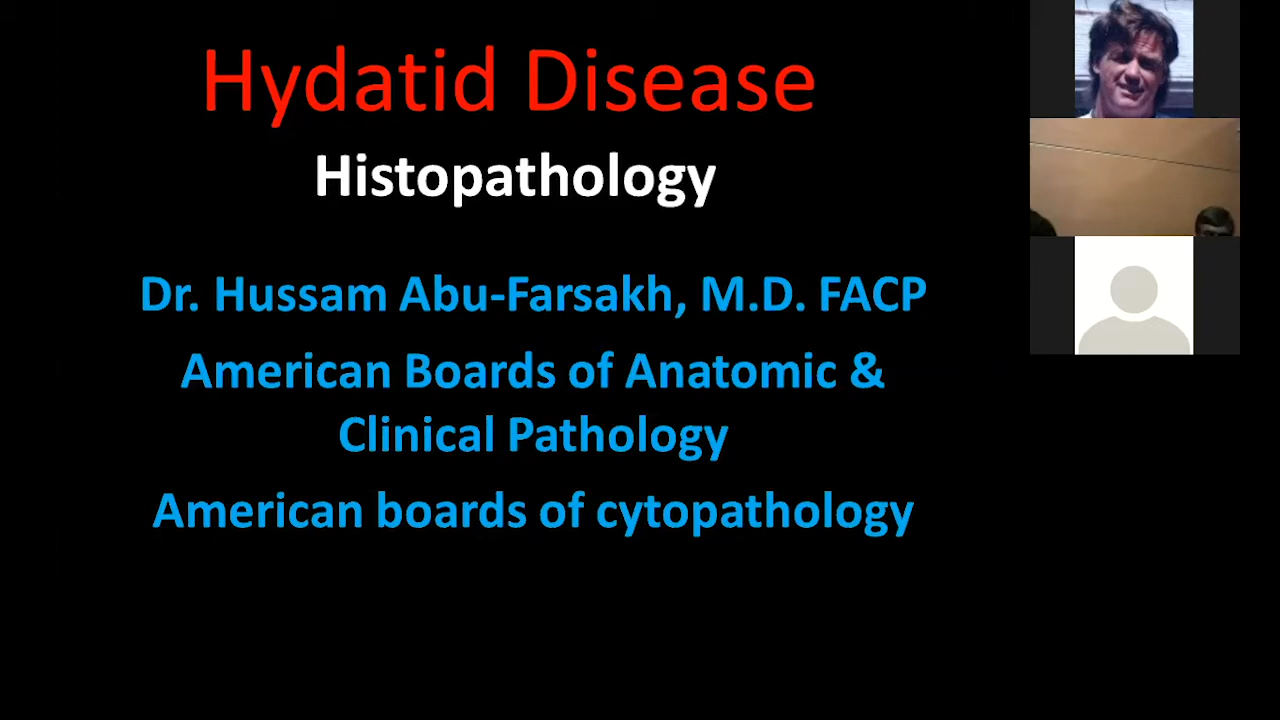 Hydatid Disease
Histopathology
Dr. Hussam Abu-Farsakh, M.D. FACP
American Boards of Anatomic &
Clinical Pathology
American boards of cytopathology